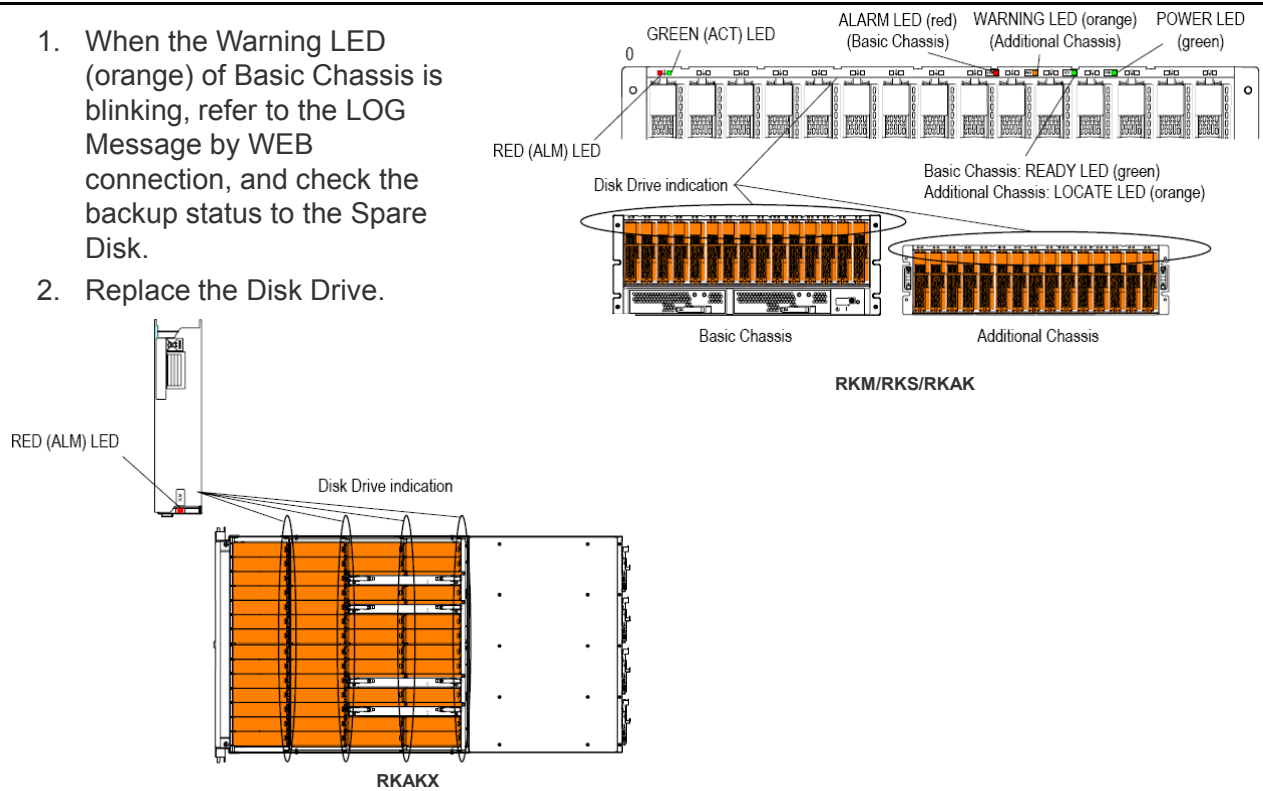 1. When the Warning LED
(orange) of Basic Chassis is
blinking, refer to the LOG
Message by WEB
connection, and check the
backup status to the Spare
Disk.
2. Replace the Disk Drive.
GREEN (ACT) LED
ALARM LED (red)
(Basic Chassis)
WARNING LED (orange)
(Additional Chassis)
POWER LED
(green)
0
RED (ALM) LED
Basic Chassis: READY LED (green)
Additional Chassis: LOCATE LED (orange)
Disk Drive indication
Basic Chassis
Additional Chassis
RKM/RKS/RKAK
RED (ALM) LED
Disk Drive indication
RKAKX